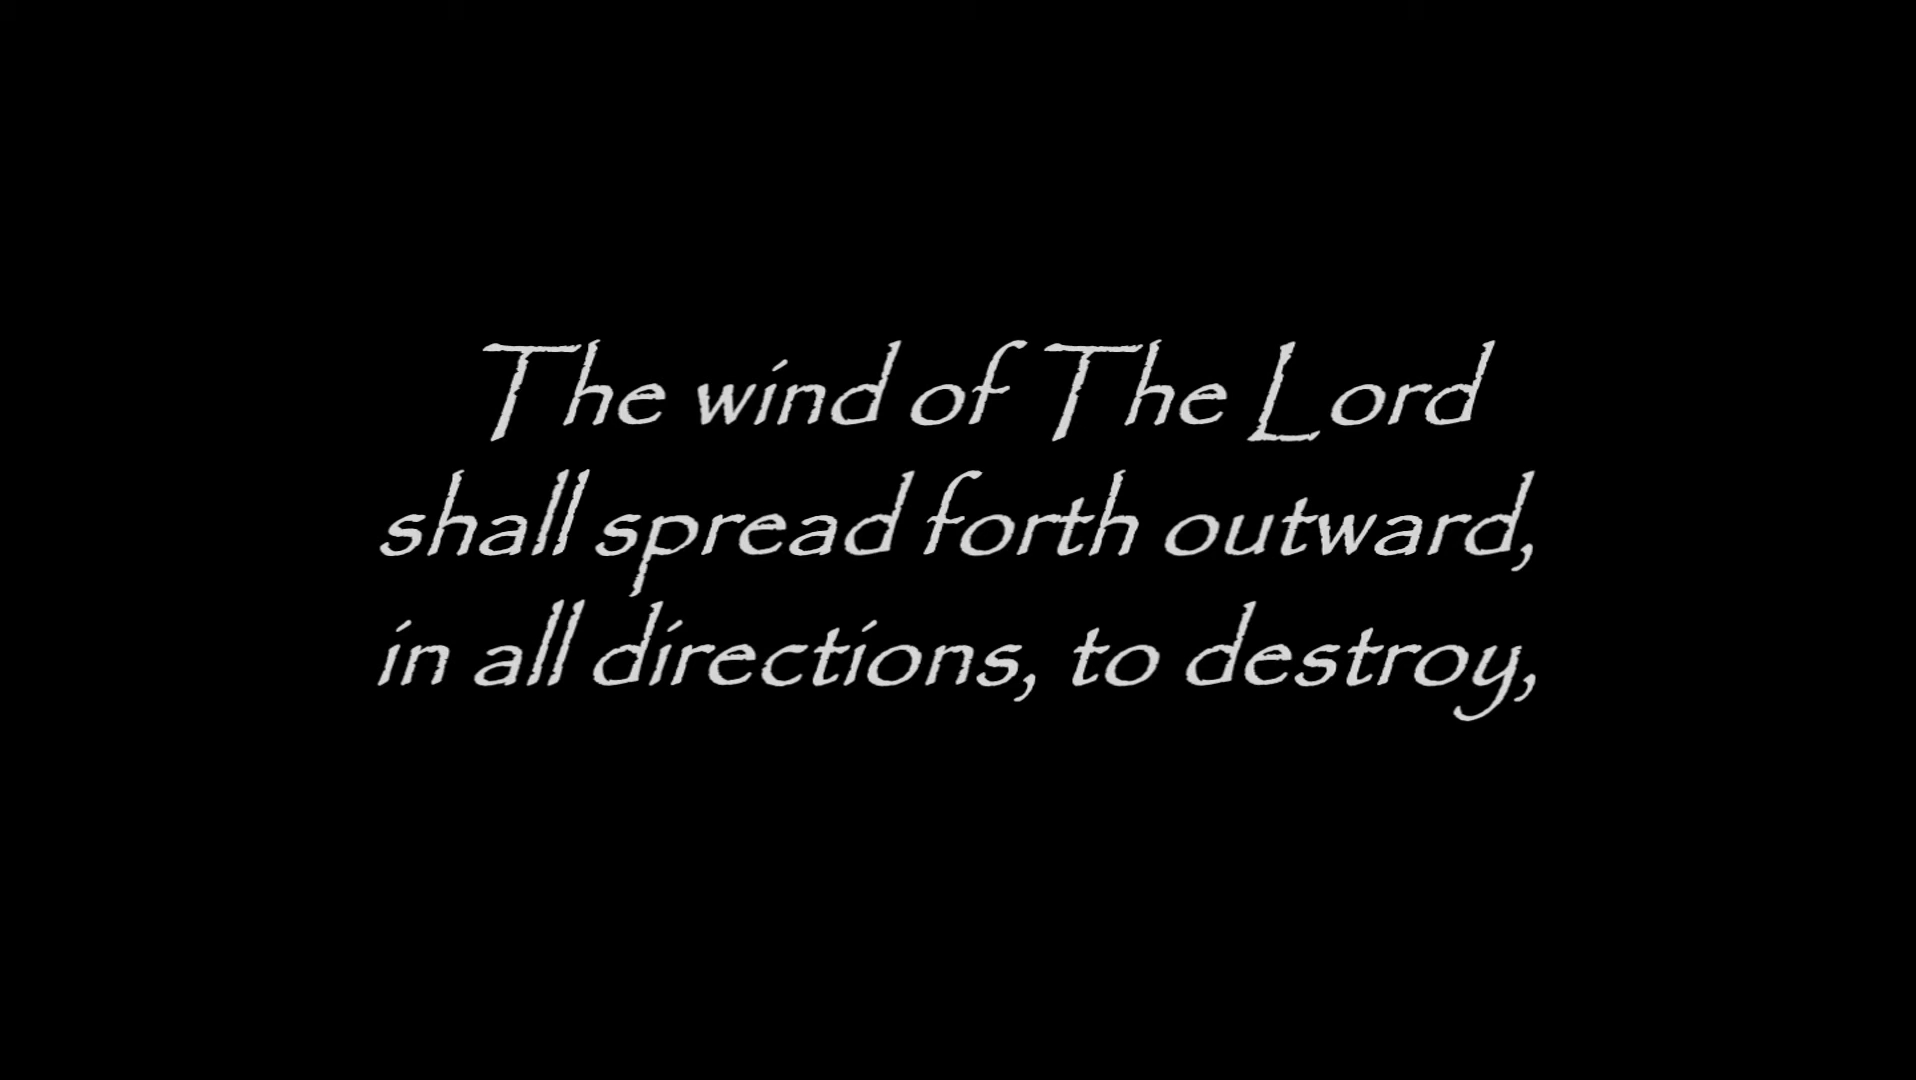 The wind of The Lord
shall spread forth outward,
in all directions, to destroy,